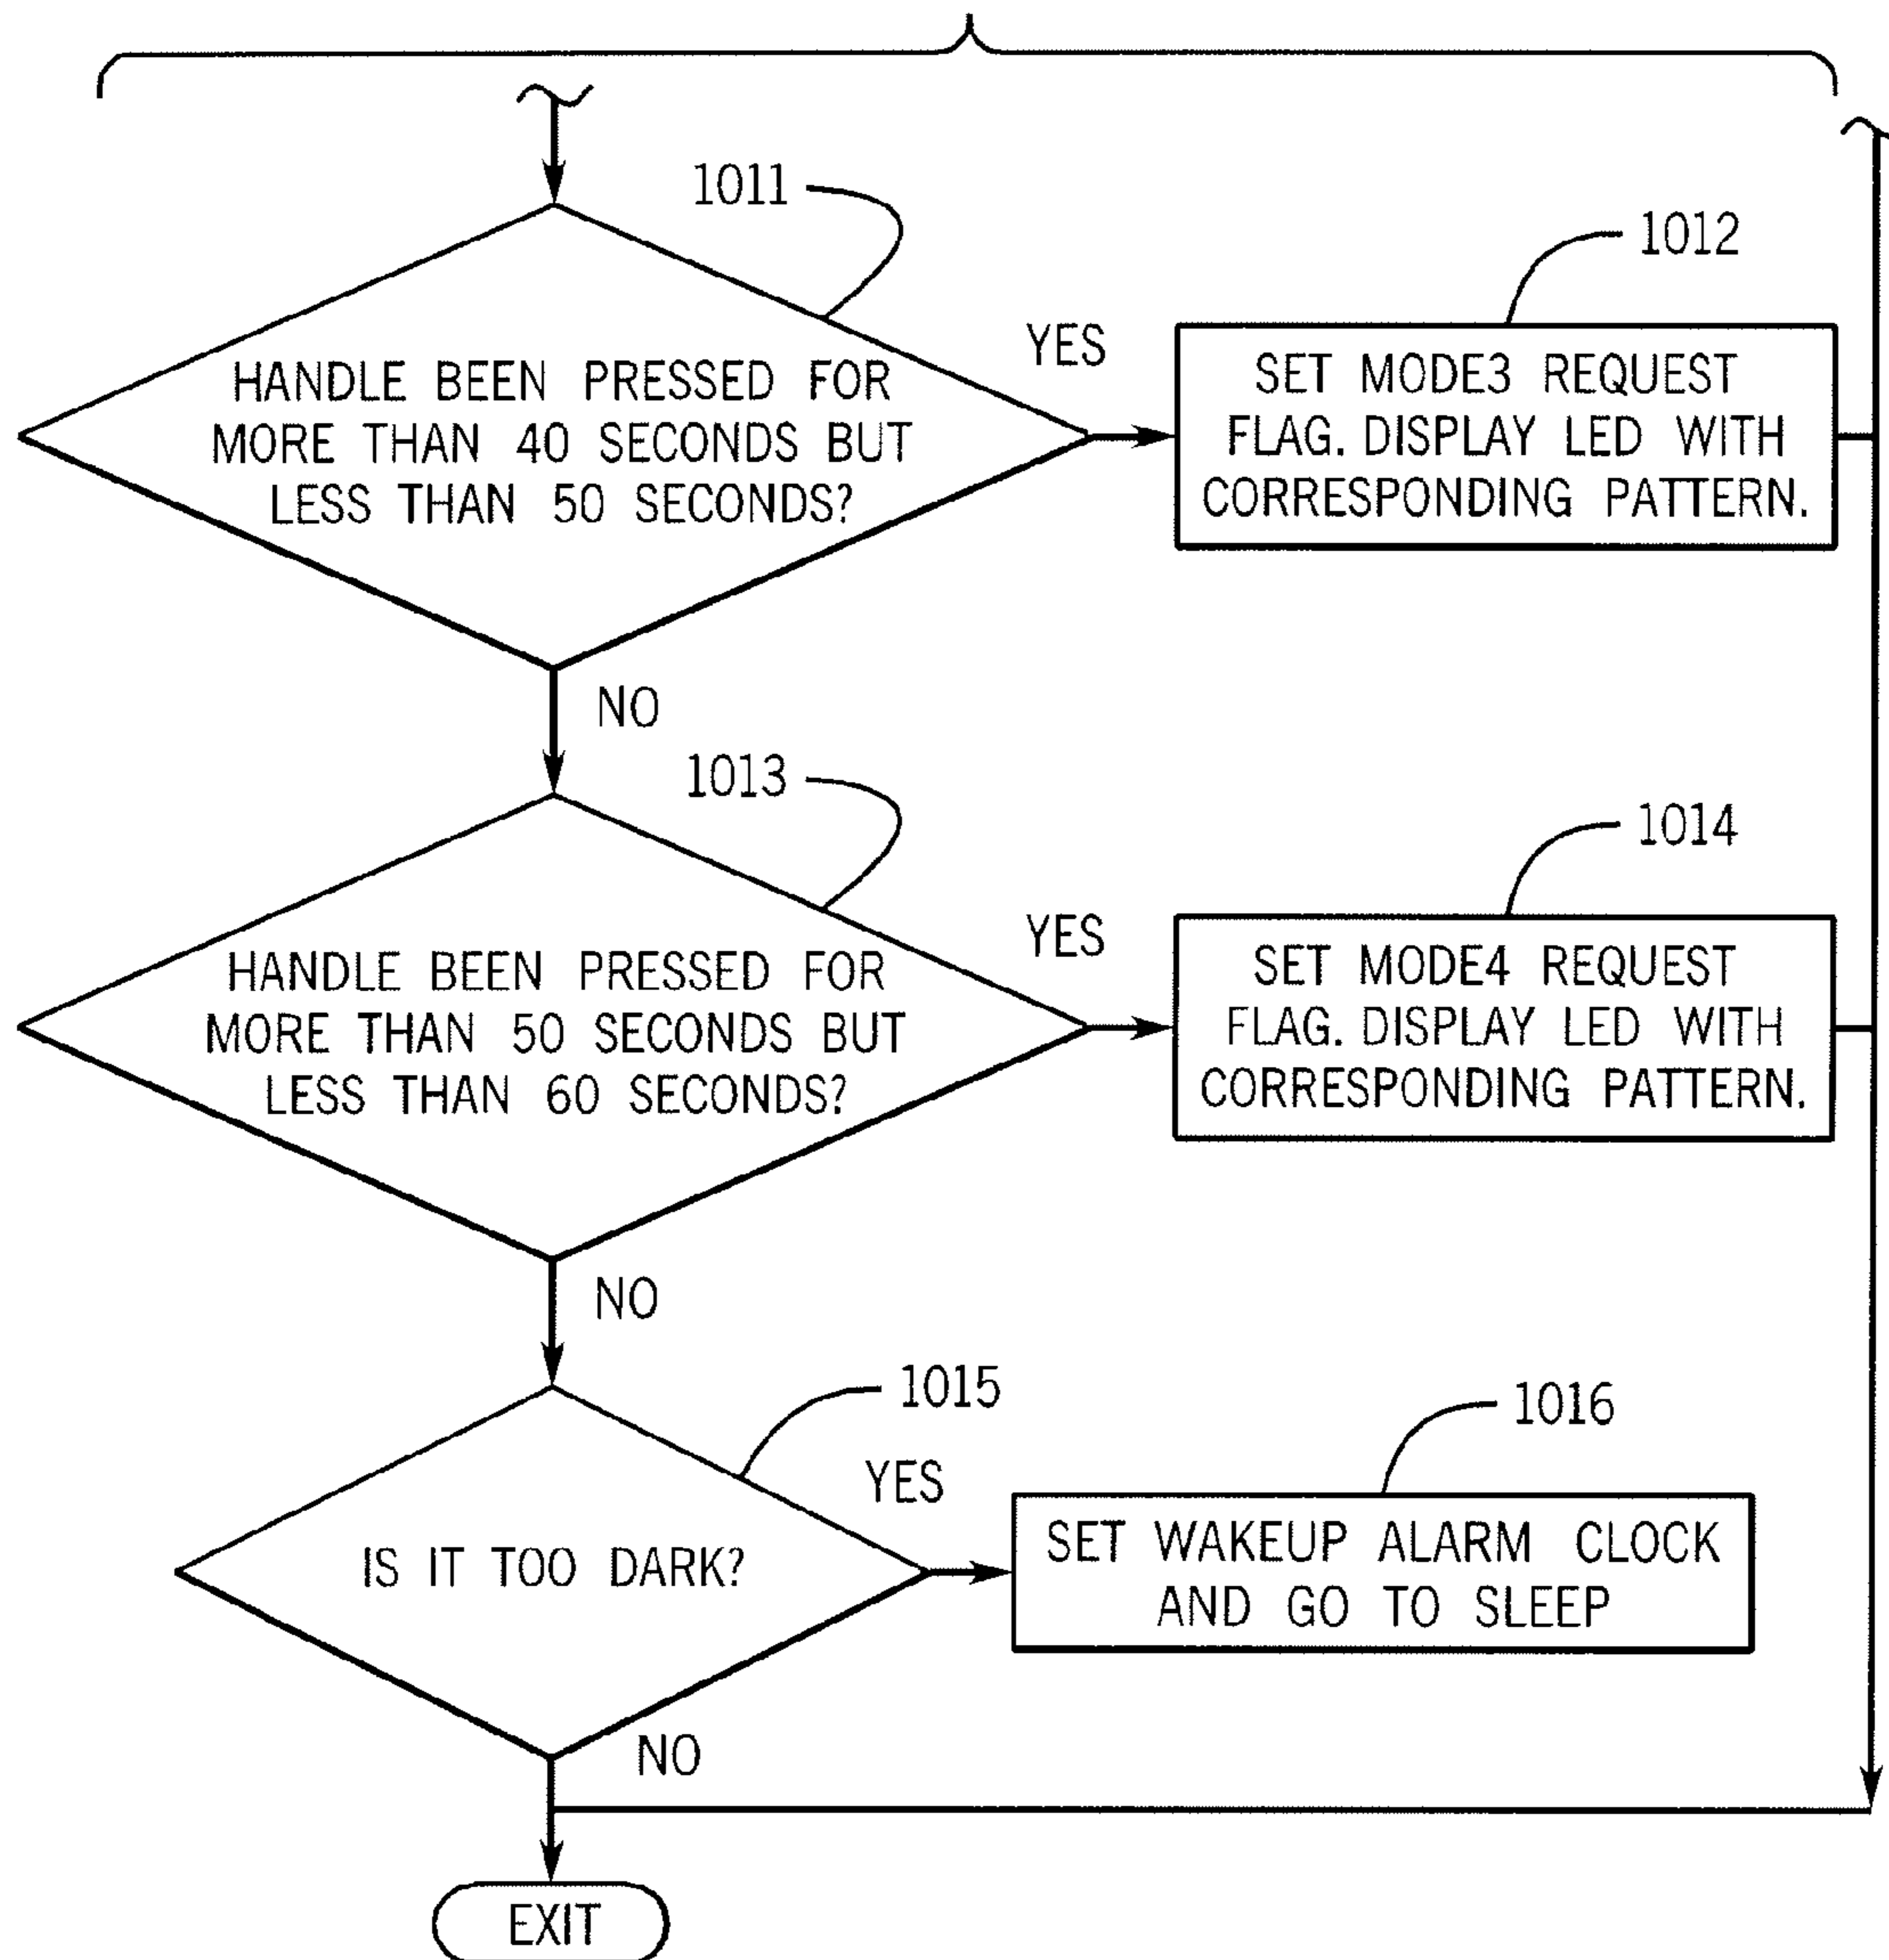 1011
HANDLE BEEN PRESSED FOR
MORE THAN 40 SECONDS BUT
LESS THAN 50 SECONDS?
YES
1012
SET MODE3 REQUEST
FLAG. DISPLAY LED WITH
CORRESPONDING PATTERN.
NO
1013
HANDLE BEEN PRESSED FOR
MORE THAN 50 SECONDS BUT
LESS THAN 60 SECONDS?
YES
1014
SET MODE4 REQUEST
FLAG. DISPLAY LED WITH
CORRESPONDING PATTERN.
NO
1015
IS IT TOO DARK?
YES
1016
SET WAKEUP ALARM CLOCK
AND GO TO SLEEP
NO
EXIT